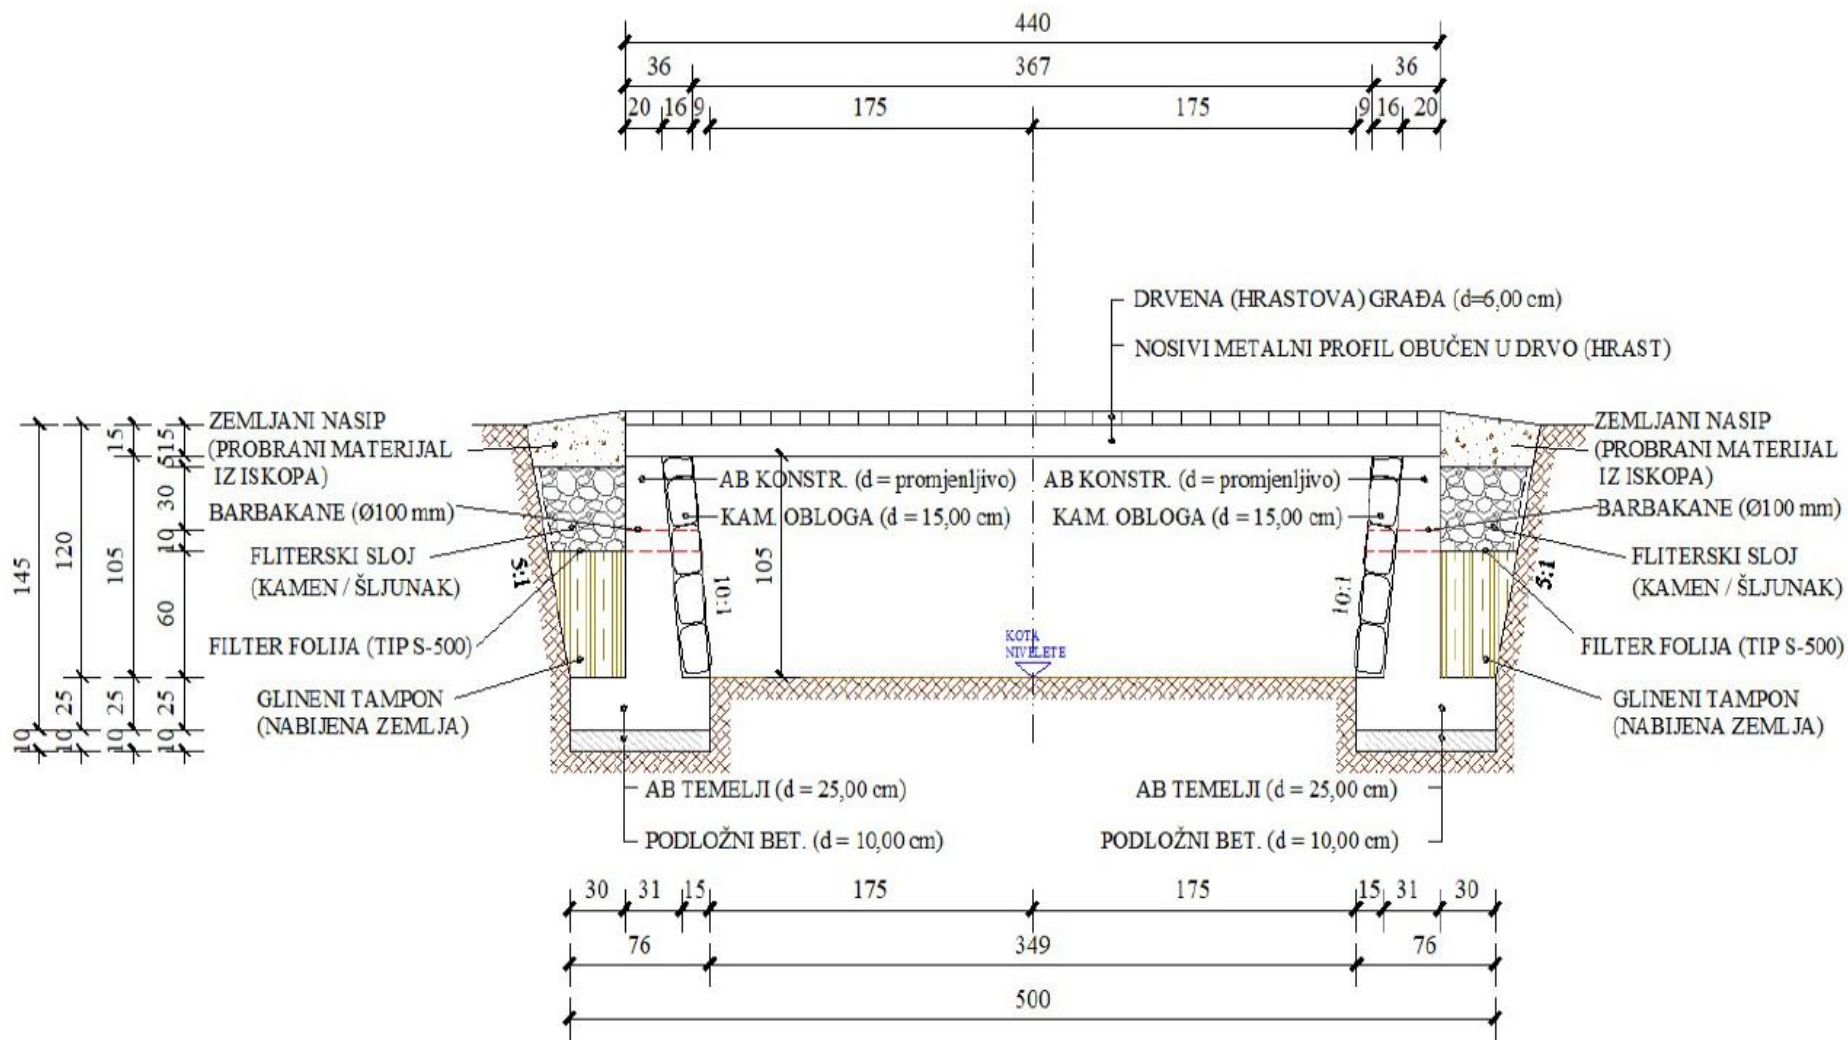 440
36 367 36
20 16 9 175 175 9 16 20
DRVENA (HRASTOVA) GRAĐA (d=6,00 cm)
NOSIVI METALNI PROFIL OBUČEN U DRVO (HRAST)
ZEMLJANI NASIP
(PROBRANI MATERIJAL
IZ ISKOPA)
BARBAKANE (Ø100 mm)
FLITERSKI SLOJ
(KAMEN / ŠLJUNAK)
FILTER FOLIJA (TIP S-500)
GLINENI TAMPON
(NABIJENA ZEMLJA)
145
10
120
25
10
15
105
25
10
15
5
30
10
60
25
10
5:1
AB KONSTR. (d = promjenljivo)
KAM. OBLOGA (d = 15,00 cm)
10:1
105
KOTA
NIVELETE
AB KONSTR. (d = promjenljivo)
KAM. OBLOGA (d = 15,00 cm)
10:1
5:1
ZEMLJANI NASIP
(PROBRANI MATERIJAL
IZ ISKOPA)
BARBAKANE (Ø100 mm)
FLITERSKI SLOJ
(KAMEN / ŠLJUNAK)
FILTER FOLIJA (TIP S-500)
GLINENI TAMPON
(NABIJENA ZEMLJA)
AB TEMELJI (d = 25,00 cm)
PODLOŽNI BET. (d = 10,00 cm)
AB TEMELJI (d = 25,00 cm)
PODLOŽNI BET. (d = 10,00 cm)
30 31 15 175 175 15 31 30
76 349 76
500